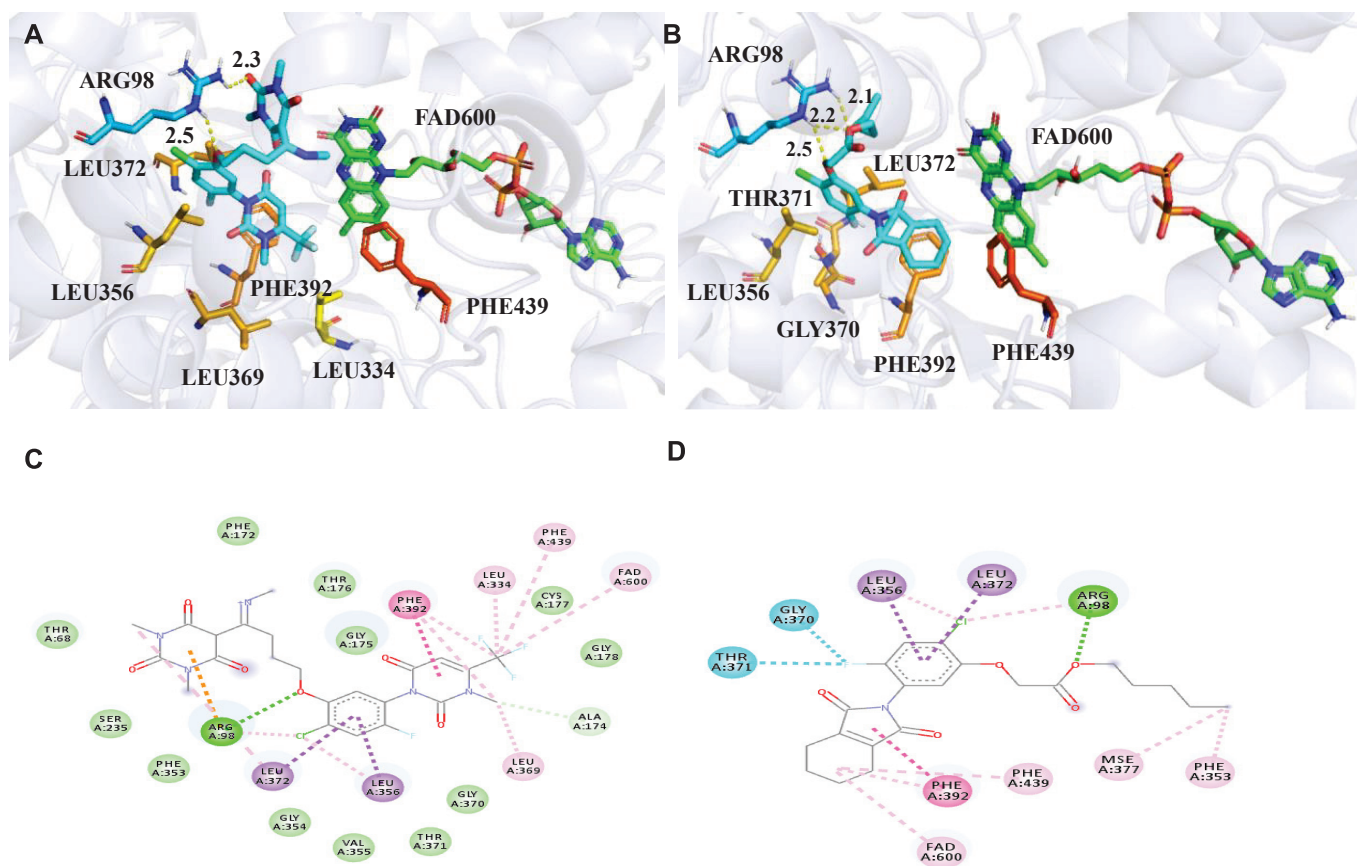 A
ARG98
2.3
FAD600
2.5
LEU372
LEU356
PHE392
PHE439
LEU369
LEU334
B
ARG98
2.1
2.2
FAD600
2.5
LEU372
THR371
LEU356
GLY370
PHE392
PHE439
C
PHE
A:172
PHE
A:439
THR
A:176
LEU
A:334
FAD
A:600
PHE
A:392
CYS
A:177
THR
A:68
GLY
A:175
GLY
A:178
N
O
O
N
O
N
O
O
O
N
N
O
F
F
F
SER
A:235
ARG
A:98
Cl
F
ALA
A:174
PHE
A:353
LEU
A:372
LEU
A:356
LEU
A:369
GLY
A:354
GLY
A:370
VAL
A:355
THR
A:371
D
LEU
A:356
LEU
A:372
ARG
A:98
GLY
A:370
Cl
THR
A:371
F
O
O
O
O
N
O
MSE
A:377
PHE
A:353
PHE
A:392
PHE
A:439
FAD
A:600